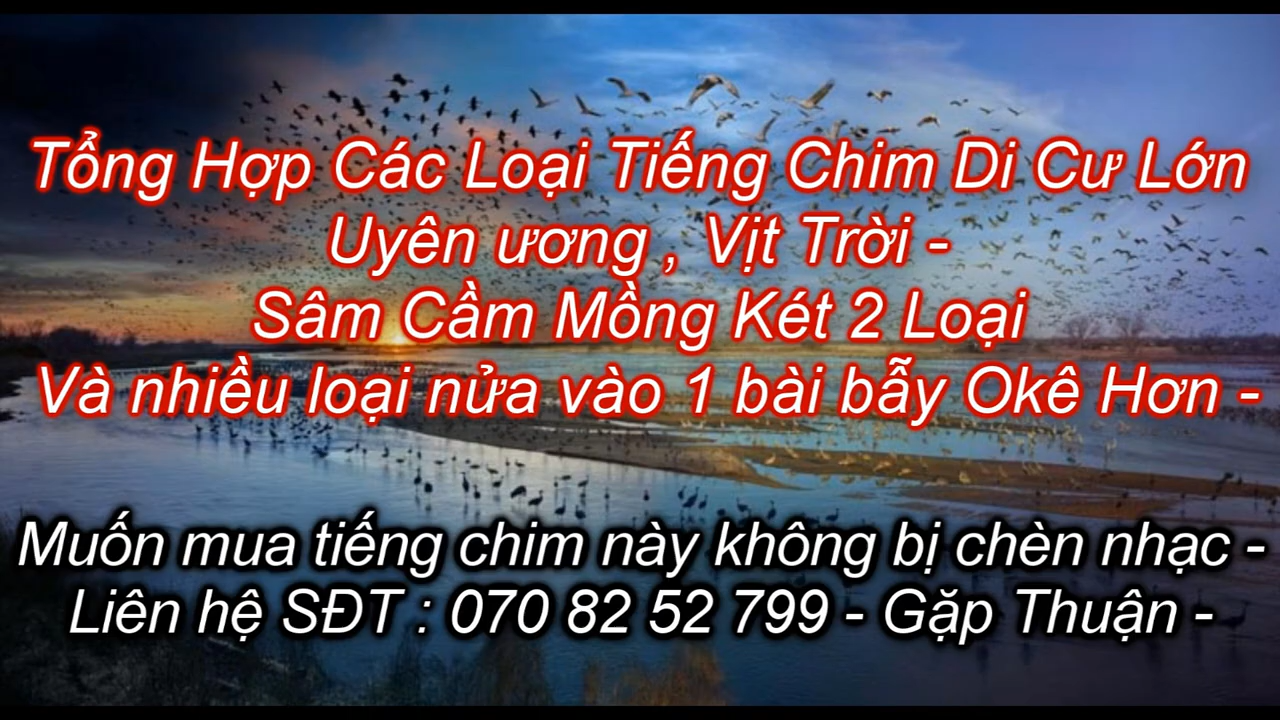 Tổng Hợp Các Loại Tiếng Chim Di Cư Lớn
Uyên ương , Vịt Trời -
Sâm Cầm Mồng Két 2 Loại
Và nhiều loại nửa vào 1 bài bẫy Okê Hơn -
Muốn mua tiếng chim này không bị chèn nhạc -
Liên hệ SĐT : 070 82 52 799 - Gặp Thuận -